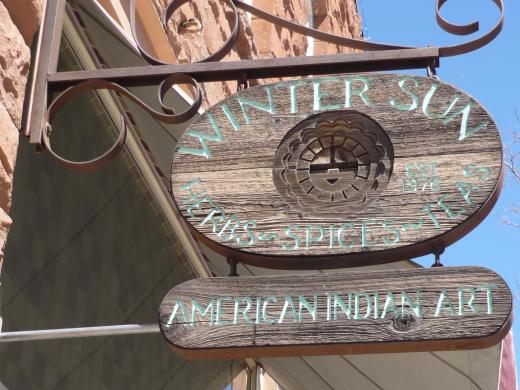 WINTER SUN
EST.
1976
HERBS~SPICES~TEAS
AMERICAN INDIAN ART